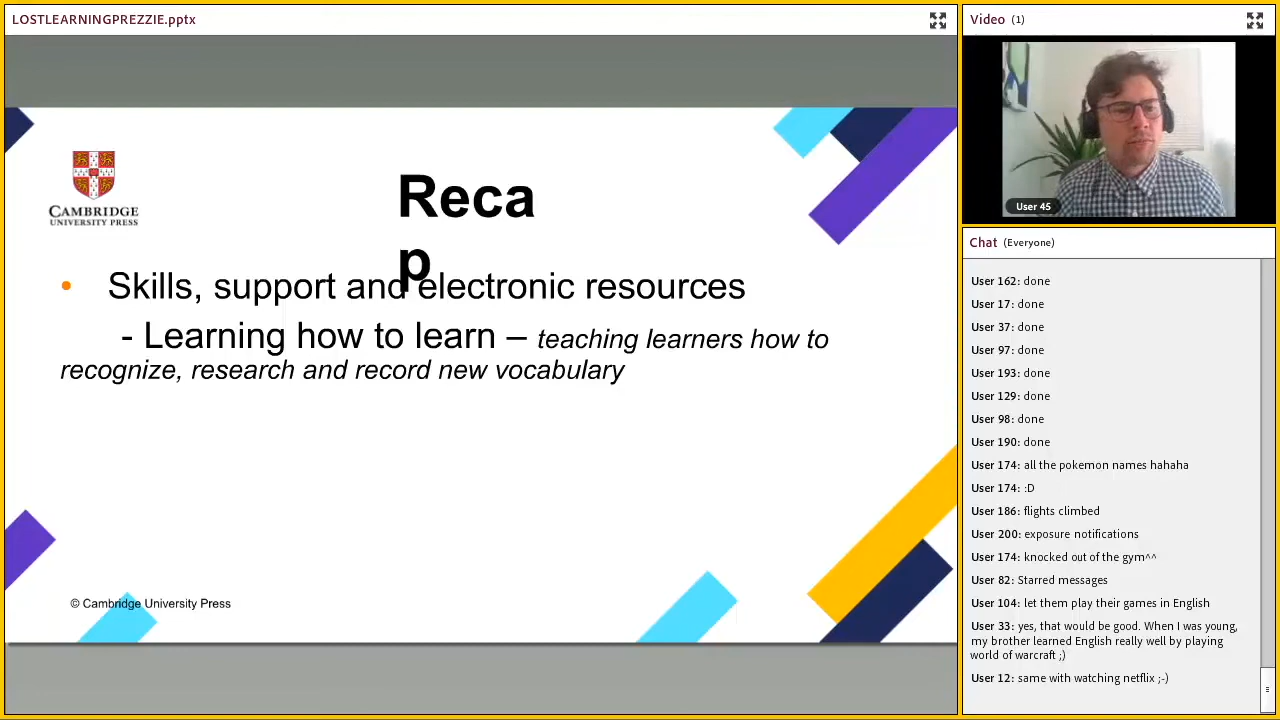 LOSTLEARNINGPREZZIE.pptx
CAMBRIDGE
UNIVERSITY PRESS
Reca
p
• Skills, support and electronic resources
- Learning how to learn – teaching learners how to
recognize, research and record new vocabulary
© Cambridge University Press
Video (1)
User 45
Chat (Everyone)
User 162: done
User 17: done
User 37: done
User 97: done
User 193: done
User 129: done
User 98: done
User 190: done
User 174: all the pokemon names hahaha
User 174: :D
User 186: flights climbed
User 200: exposure notifications
User 174: knocked out of the gym^^
User 82: Starred messages
User 104: let them play their games in English
User 33: yes, that would be good. When I was young,
my brother learned English really well by playing
world of warcraft ;)
User 12: same with watching netflix ;-)